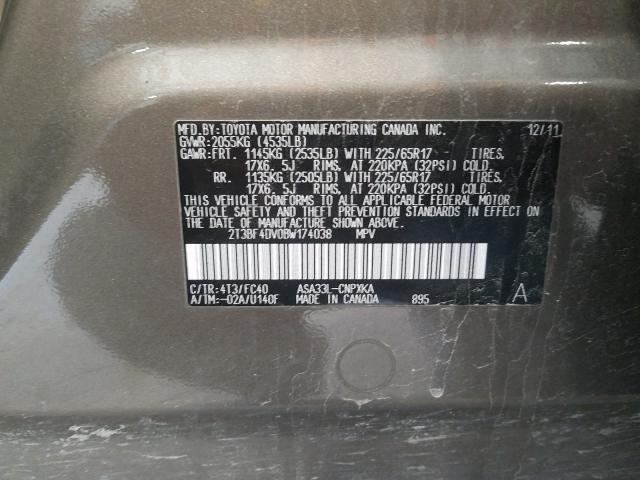 MFD.BY:TOYOTA MOTOR MANUFACTURING CANADA INC. 12/11
GVWR:2055KG (4535LB)
GAWR:FRT. 1145KG (2535LB) WITH 225/65R17 TIRES.
17X6. 5J RIMS. AT 220KPA (32PSI) COLD.
RR. 1135KG (2505LB) WITH 225/65R17 TIRES.
17X6. 5J RIMS. AT 220KPA (32PSI) COLD.
THIS VEHICLE CONFORMS TO ALL APPLICABLE FEDERAL MOTOR
VEHICLE SAFETY AND THEFT PREVENTION STANDARDS IN EFFECT ON
THE DATE OF MANUFACTURE SHOWN ABOVE.
2T3BF4DV0BW174038 MPV
C/TR:4T3/FC40 ASA33L-CNPXKA
A/TM:-02A/U140F MADE IN CANADA 895 A